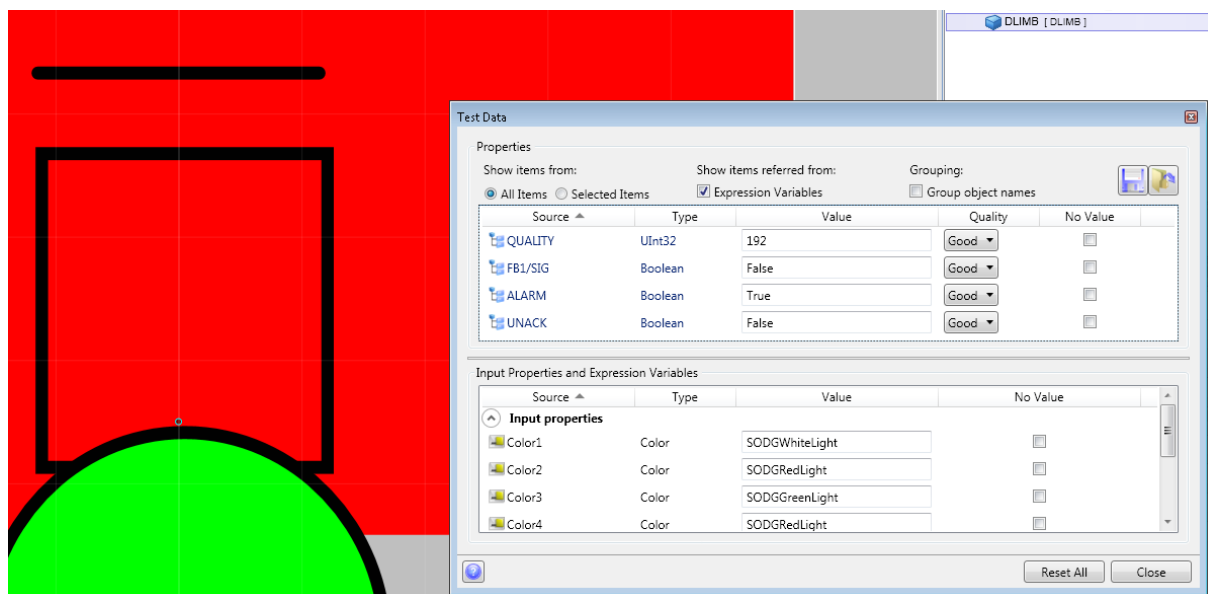 DLIMB [ DLIMB ]
Test Data
Properties
Show items from: Show items referred from: Grouping:
All Items Selected Items Expression Variables Group object names
Source Type Value Quality No Value
QUALITY UInt32 192 Good
FB1/SIG Boolean False Good
ALARM Boolean True Good
UNACK Boolean False Good
Input Properties and Expression Variables
Source Type Value No Value
Input properties
Color1 Color SODGWhiteLight
Color2 Color SODGRedLight
Color3 Color SODGGreenLight
Color4 Color SODGRedLight
Reset All Close